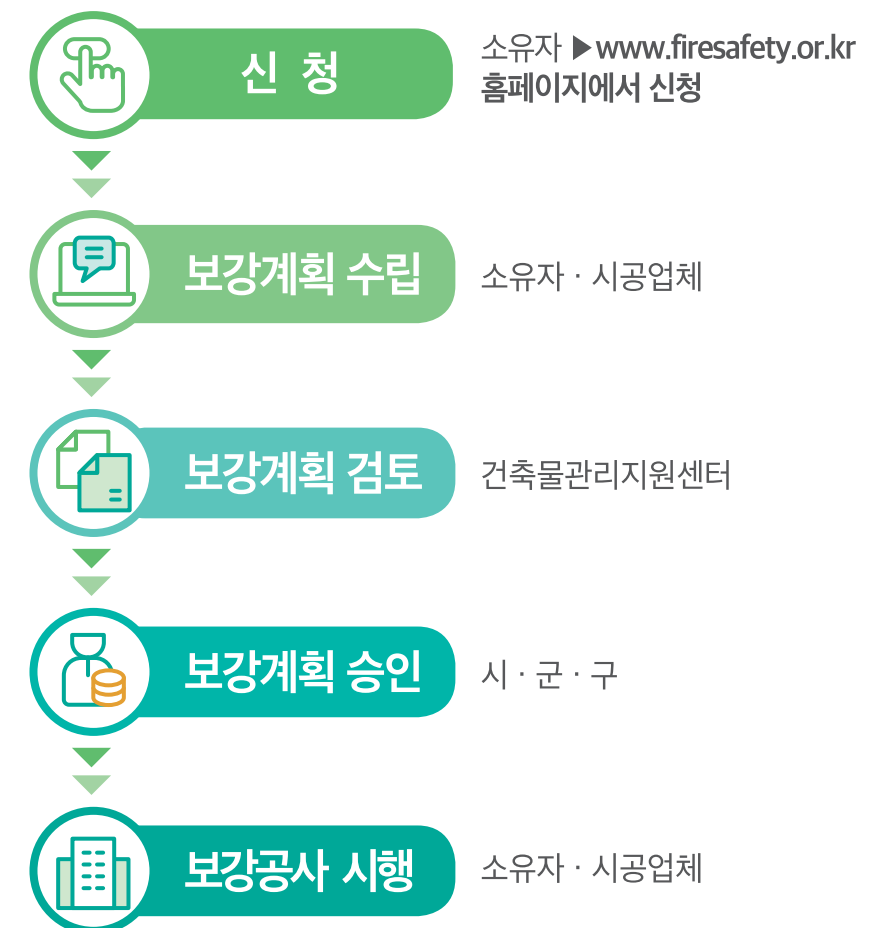 신 청
소유자 ▶www.firesafety.or.kr
홈페이지에서 신청
보강계획 수립
소유자 · 시공업체
보강계획 검토
건축물관리지원센터
보강계획 승인
시 · 군 · 구
보강공사 시행
소유자 · 시공업체